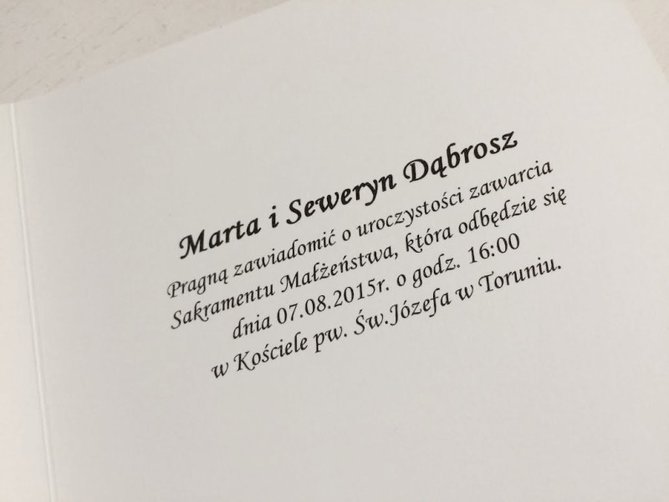 Marta i Seweryn Dąbrosz
Pragną zawiadomić o uroczystości zawarcia
Sakramentu Małżeństwa, która odbędzie się
dnia 07.08.2015r. o godz. 16:00
w Kościele pw. Św.Józefa w Toruniu.